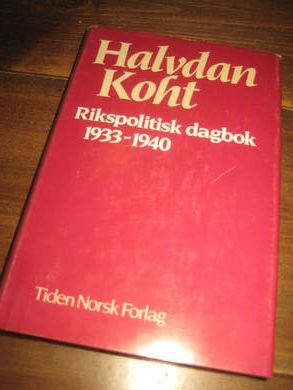 Halvdan
Koht
Rikspolitisk dagbok
1933-1940
Tiden Norsk Forlag